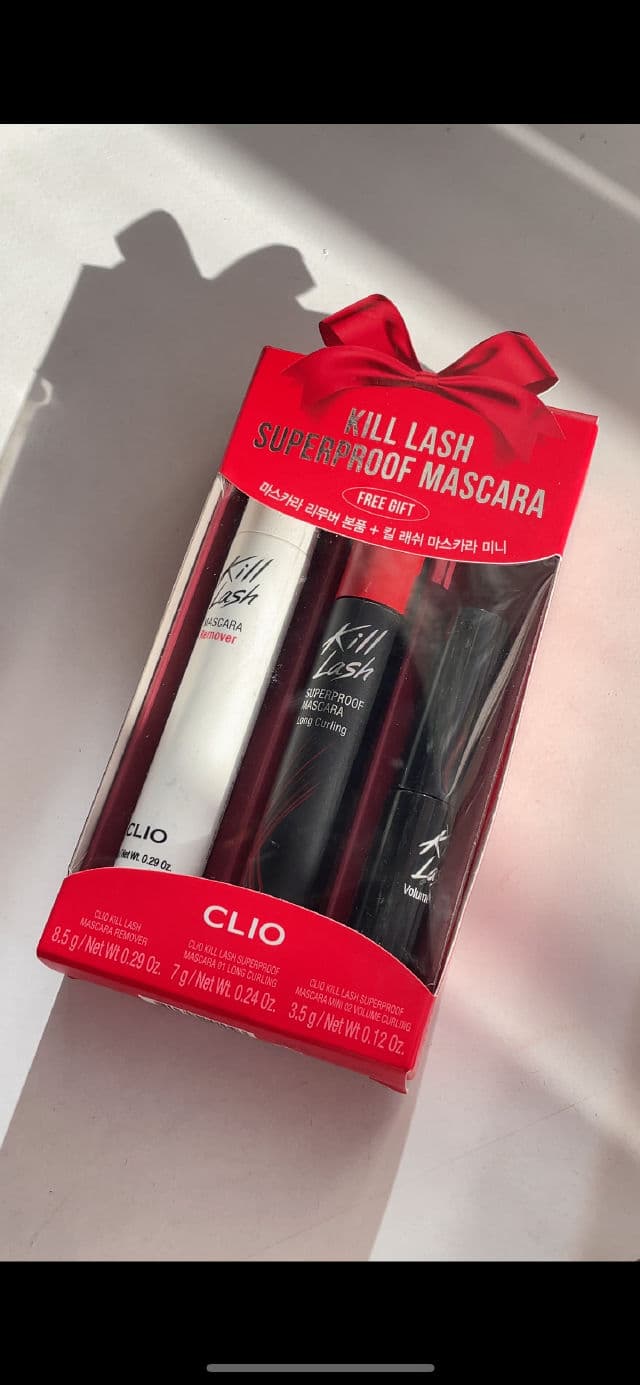 KILL LASH
SUPERPROOF MASCARA
FREE GIFT
마스카라 리무버 본품 + 킬 래쉬 마스카라 미니
Kill
Lash
MASCARA
Remover
CLIO
Net Wt. 0.29 Oz.
Kill
Lash
SUPERPROOF
MASCARA
Long Curling
CLIO
CLIO KILL LASH
MASCARA REMOVER
8.5 g / Net Wt 0.29 Oz.
CLIO KILL LASH SUPERPROOF
MASCARA 01 LONG CURLING
7 g / Net Wt. 0.24 Oz.
CLIO KILL LASH SUPERPROOF
MASCARA MINI 02 VOLUME CURLING
3.5 g / Net Wt 0.12 Oz.